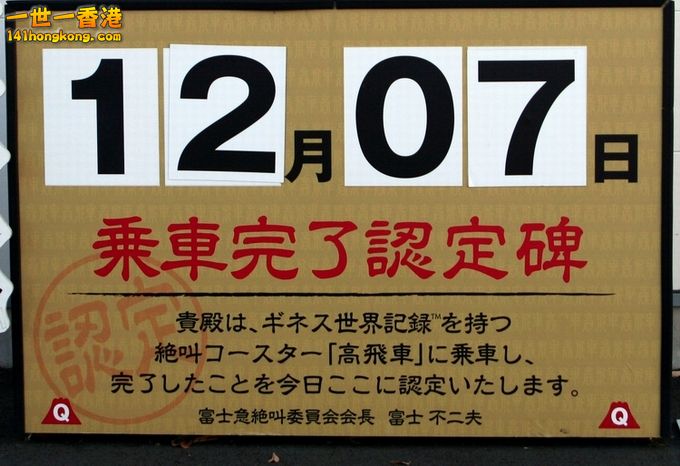 一世一香港
141hongkong.com
12月07日
乗車完了認定碑
認定
貴殿は、ギネス世界記録™を持つ
絶叫コースター「高飛車」に乗車し、
完了したことを今日ここに認定いたします。
富士急絶叫委員会会長 富士 不二夫
Q
Q